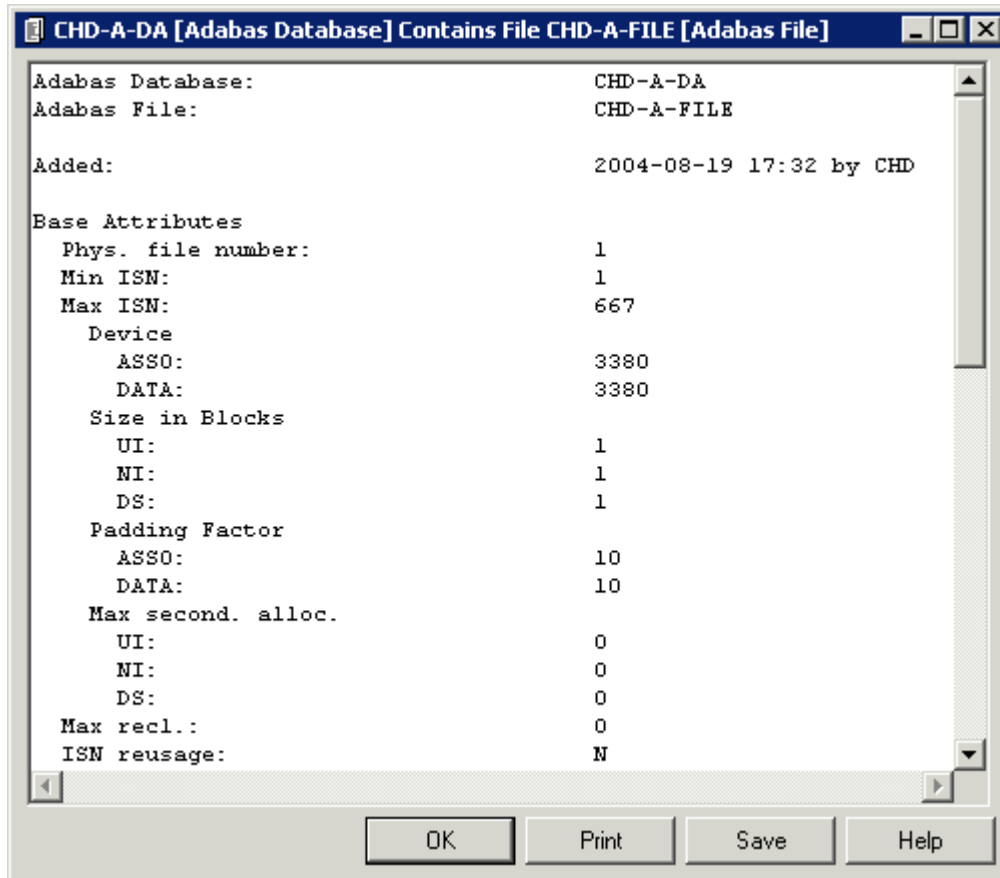 CHD-A-DA [Adabas Database] Contains File CHD-A-FILE [Adabas File]
Adabas Database: CHD-A-DA
Adabas File: CHD-A-FILE
Added: 2004-08-19 17:32 by CHD
Base Attributes
Phys. file number: 1
Min ISN: 1
Max ISN: 667
Device
ASSO: 3380
DATA: 3380
Size in Blocks
UI: 1
NI: 1
DS: 1
Padding Factor
ASSO: 10
DATA: 10
Max second. alloc.
UI: 0
NI: 0
DS: 0
Max recl.: 0
ISN reusage: N
OK Print Save Help